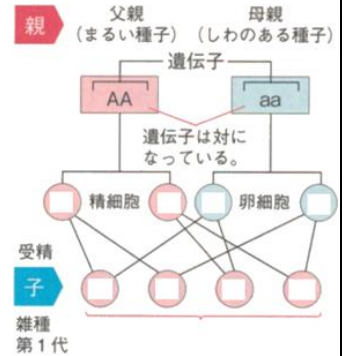 親
父親
(まるい種子)
母親
(しわのある種子)
遺伝子
AA
aa
遺伝子は対に
なっている。
精細胞
卵細胞
受精
子
雑種
第1代